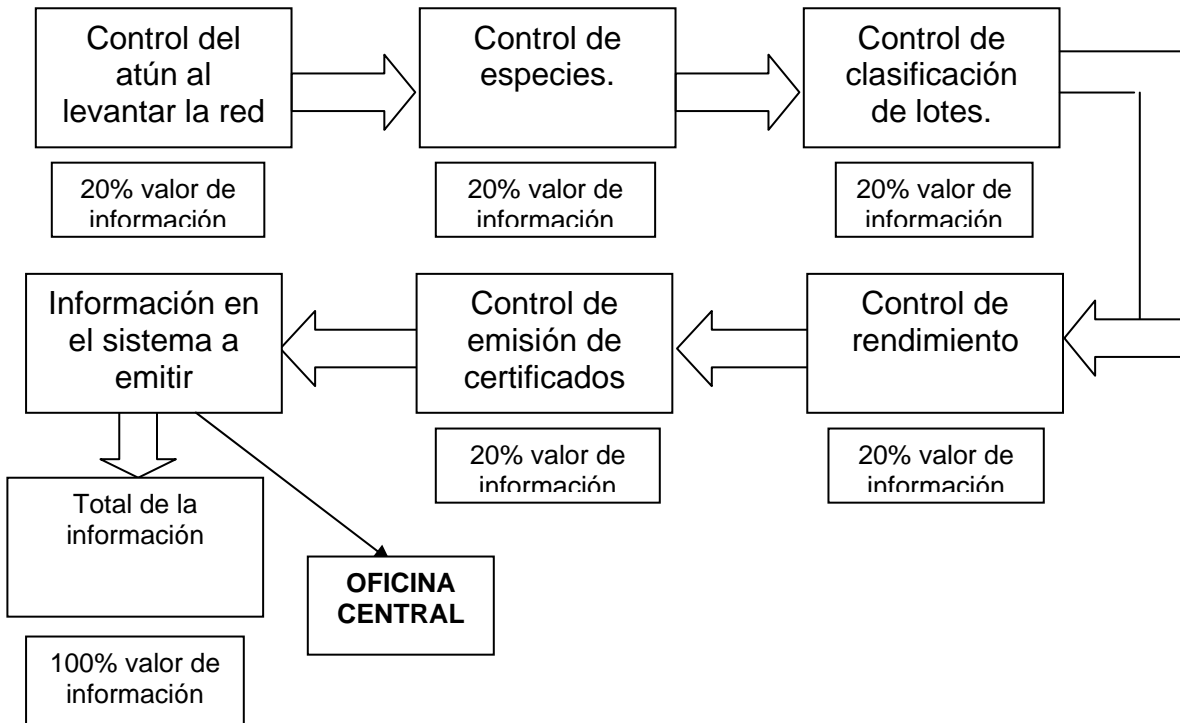 Control del
atún al
levantar la red
Control de
especies.
Control de
clasificación
de lotes.
20% valor de
información
20% valor de
información
20% valor de
información
Información en
el sistema a
emitir
Control de
emisión de
certificados
Control de
rendimiento
20% valor de
información
20% valor de
información
Total de la
información
OFICINA
CENTRAL
100% valor de
información